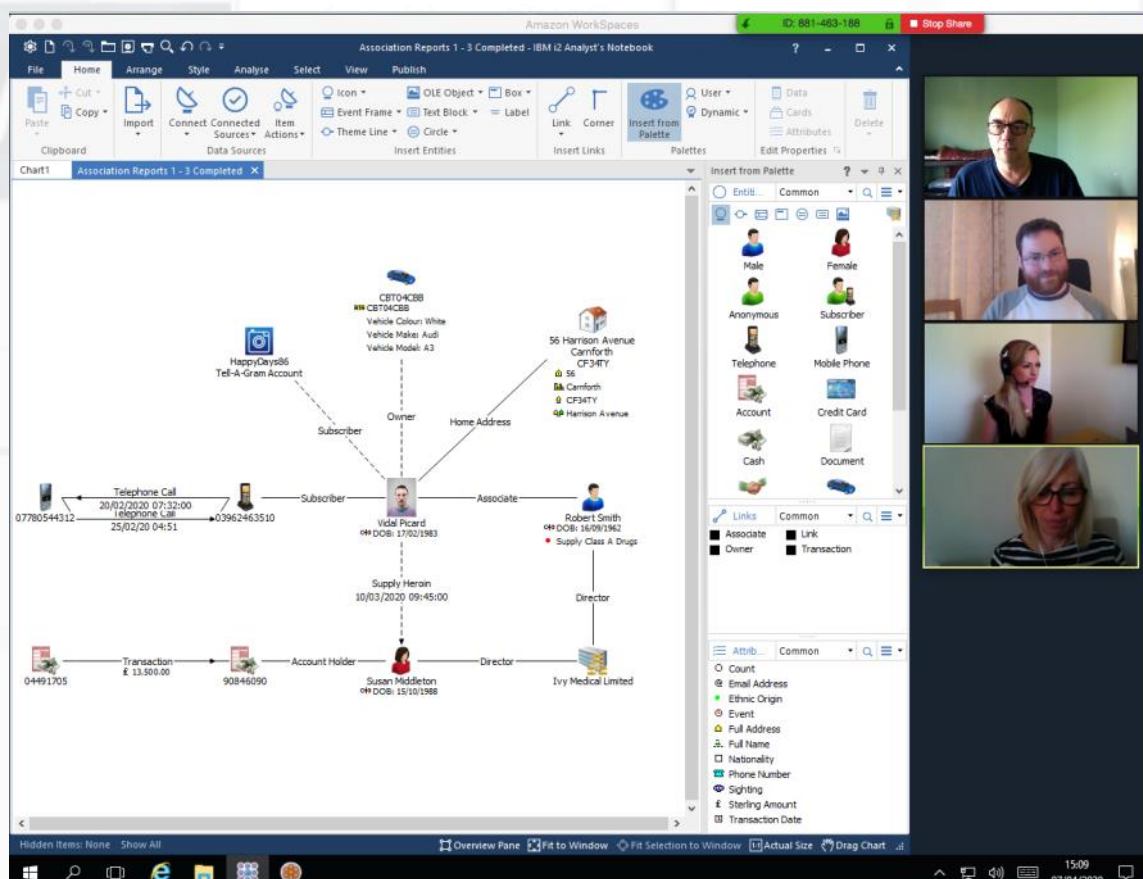 Amazon WorkSpaces
ID: 881-463-188
Stop Share
Association Reports 1 - 3 Completed - IBM i2 Analyst's Notebook
?
File Home Arrange Style Analyse Select View Publish
Cut
Paste
Copy
Import
Connect
Connected Sources
Item Actions
Icon
Event Frame
Theme Line
OLE Object
Text Block
Circle
Box
Label
Link
Corner
Insert from Palette
User
Dynamic
Data
Cards
Attributes
Delete
Clipboard Data Sources Insert Entities Insert Links Palettes Edit Properties
Chart1 Association Reports 1 - 3 Completed
CBT04CBB
CBT04CBB
Vehicle Colour: White
Vehicle Make: Audi
Vehicle Model: A3
HappyDays86
Tell-A-Gram Account
56 Harrison Avenue
Carnforth
CF34TY
56
Carnforth
CF34TY
Harrison Avenue
Subscriber
Owner
Home Address
07780544312
Telephone Call
20/02/2020 07:32:00
Telephone Call
25/02/20 04:51
03962463510
Subscriber
Vidal Picard
DOB: 17/02/1983
Associate
Robert Smith
DOB: 16/09/1962
Supply Class A Drugs
Supply Heroin
10/03/2020 09:45:00
Director
04491705
Transaction
£ 13,500.00
90846090
Account Holder
Susan Middleton
DOB: 15/10/1988
Director
Ivy Medical Limited
Insert from Palette
?
Entiti... Common
Male Female
Anonymous Subscriber
Telephone Mobile Phone
Account Credit Card
Cash Document
Links Common
Associate Link
Owner Transaction
Attrib... Common
Count
Email Address
Ethnic Origin
Event
Full Address
Full Name
Nationality
Phone Number
Sighting
£ Sterling Amount
Transaction Date
Hidden Items: None Show All
Overview Pane Fit to Window Fit Selection to Window Actual Size Drag Chart
15:09